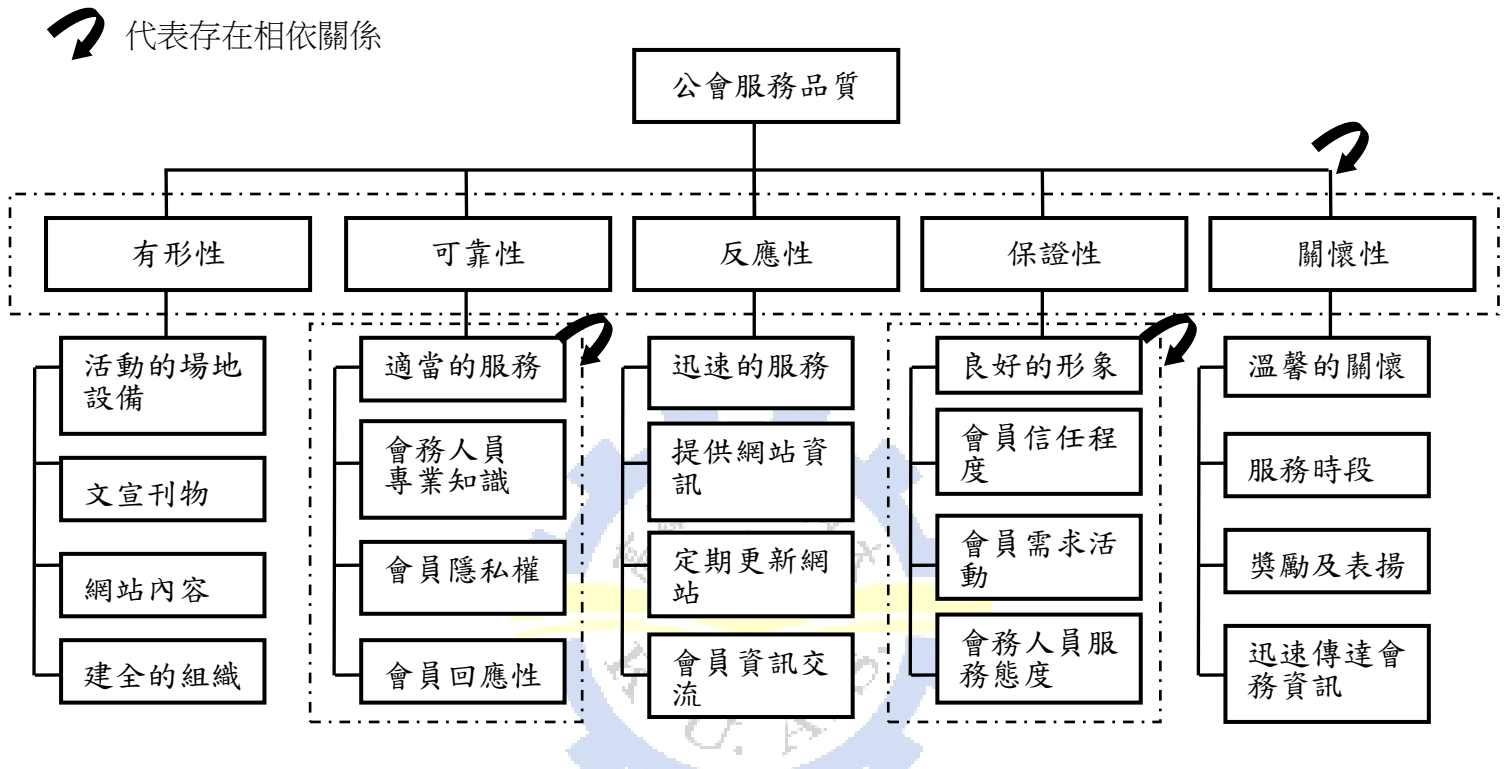 代表存在相依關係
公會服務品質
有形性
可靠性
反應性
保證性
關懷性
活動的場地
設備
文宣刊物
網站內容
建全的組織
適當的服務
會務人員
專業知識
會員隱私權
會員回應性
迅速的服務
提供網站資
訊
定期更新網
站
會員資訊交
流
良好的形象
會員信任程
度
會員需求活
動
會務人員服
務態度
溫馨的關懷
服務時段
獎勵及表揚
迅速傳達會
務資訊